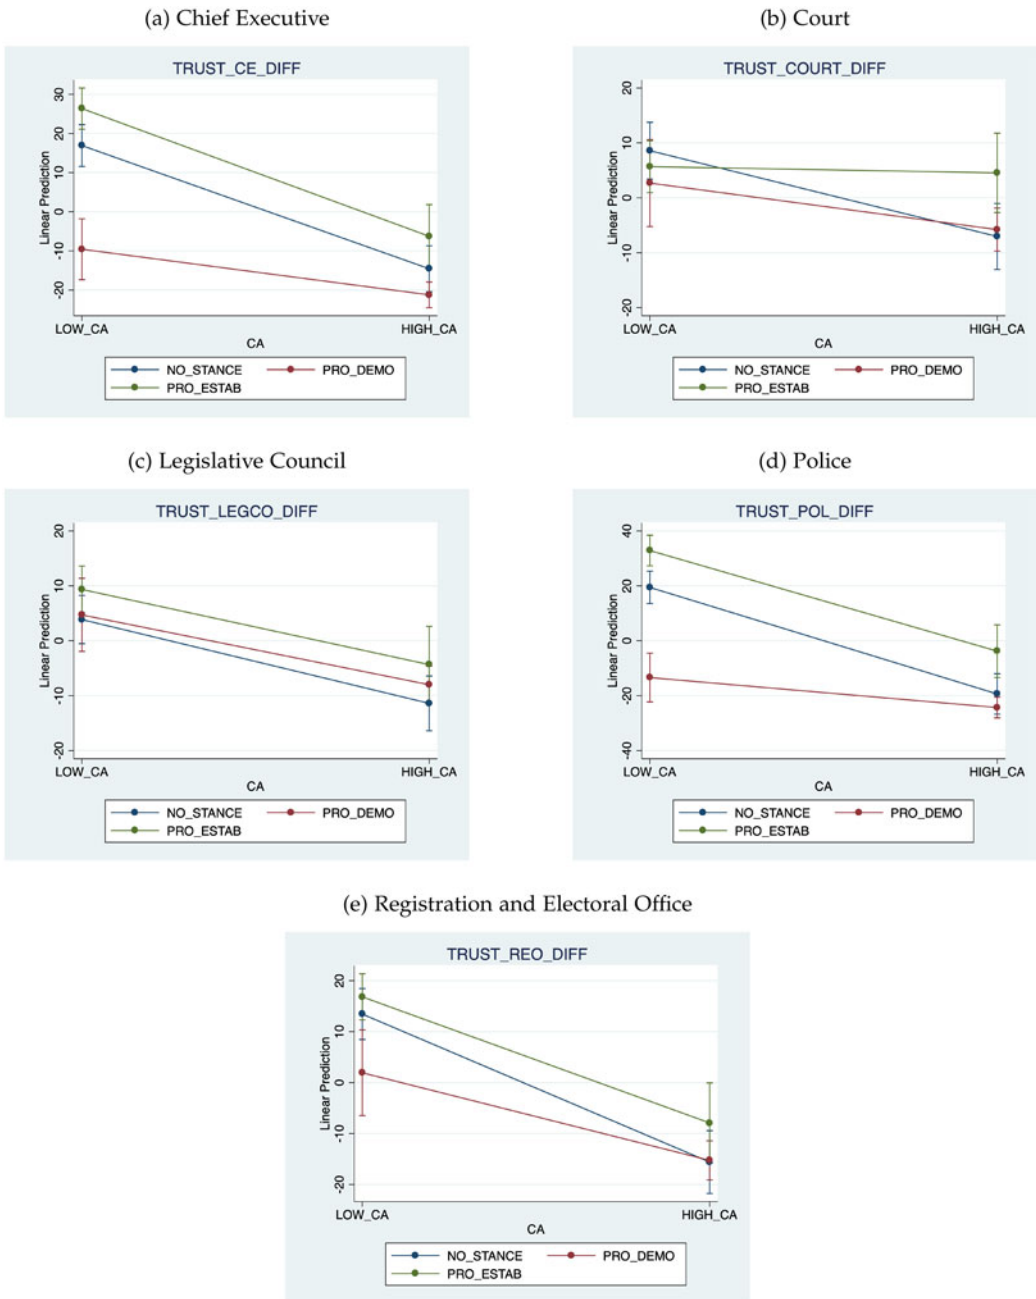 (a) Chief Executive
TRUST_CE_DIFF
Linear Prediction
30
20
10
0
-10
-20
LOW_CA
HIGH_CA
CA
NO_STANCE
PRO_DEMO
PRO_ESTAB
(b) Court
TRUST_COURT_DIFF
Linear Prediction
20
10
0
-10
-20
LOW_CA
HIGH_CA
CA
NO_STANCE
PRO_DEMO
PRO_ESTAB
(c) Legislative Council
TRUST_LEGCO_DIFF
Linear Prediction
20
10
0
-10
-20
LOW_CA
HIGH_CA
CA
NO_STANCE
PRO_DEMO
PRO_ESTAB
(d) Police
TRUST_POL_DIFF
Linear Prediction
40
20
0
-20
-40
LOW_CA
HIGH_CA
CA
NO_STANCE
PRO_DEMO
PRO_ESTAB
(e) Registration and Electoral Office
TRUST_REO_DIFF
Linear Prediction
20
10
0
-10
-20
LOW_CA
HIGH_CA
CA
NO_STANCE
PRO_DEMO
PRO_ESTAB